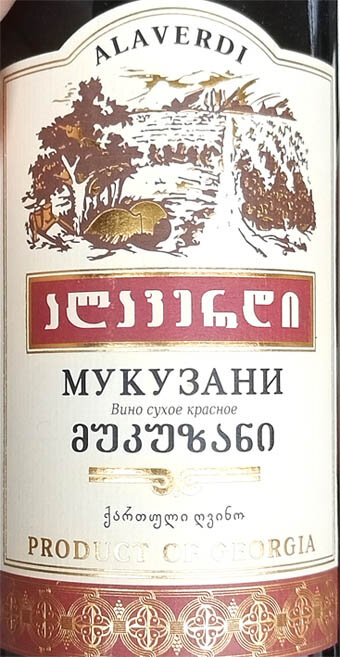 ALAVERDI
ალავერდი
МУКУЗАНИ
Вино сухое красное
მუკუზანი
ქართული ღვინო
PRODUCT OF GEORGIA